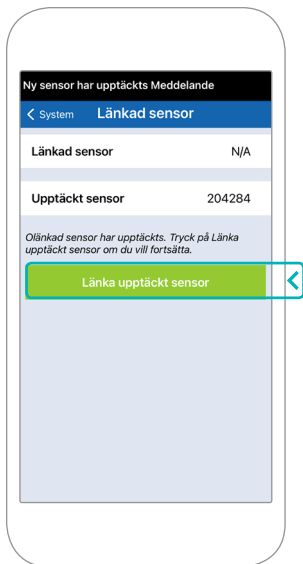 Ny sensor har upptäckts Meddelande
System Länkad sensor
Länkad sensor N/A
Upptäckt sensor 204284
Olänkad sensor har upptäckts. Tryck på Länka
upptäckt sensor om du vill fortsätta.
Länka upptäckt sensor